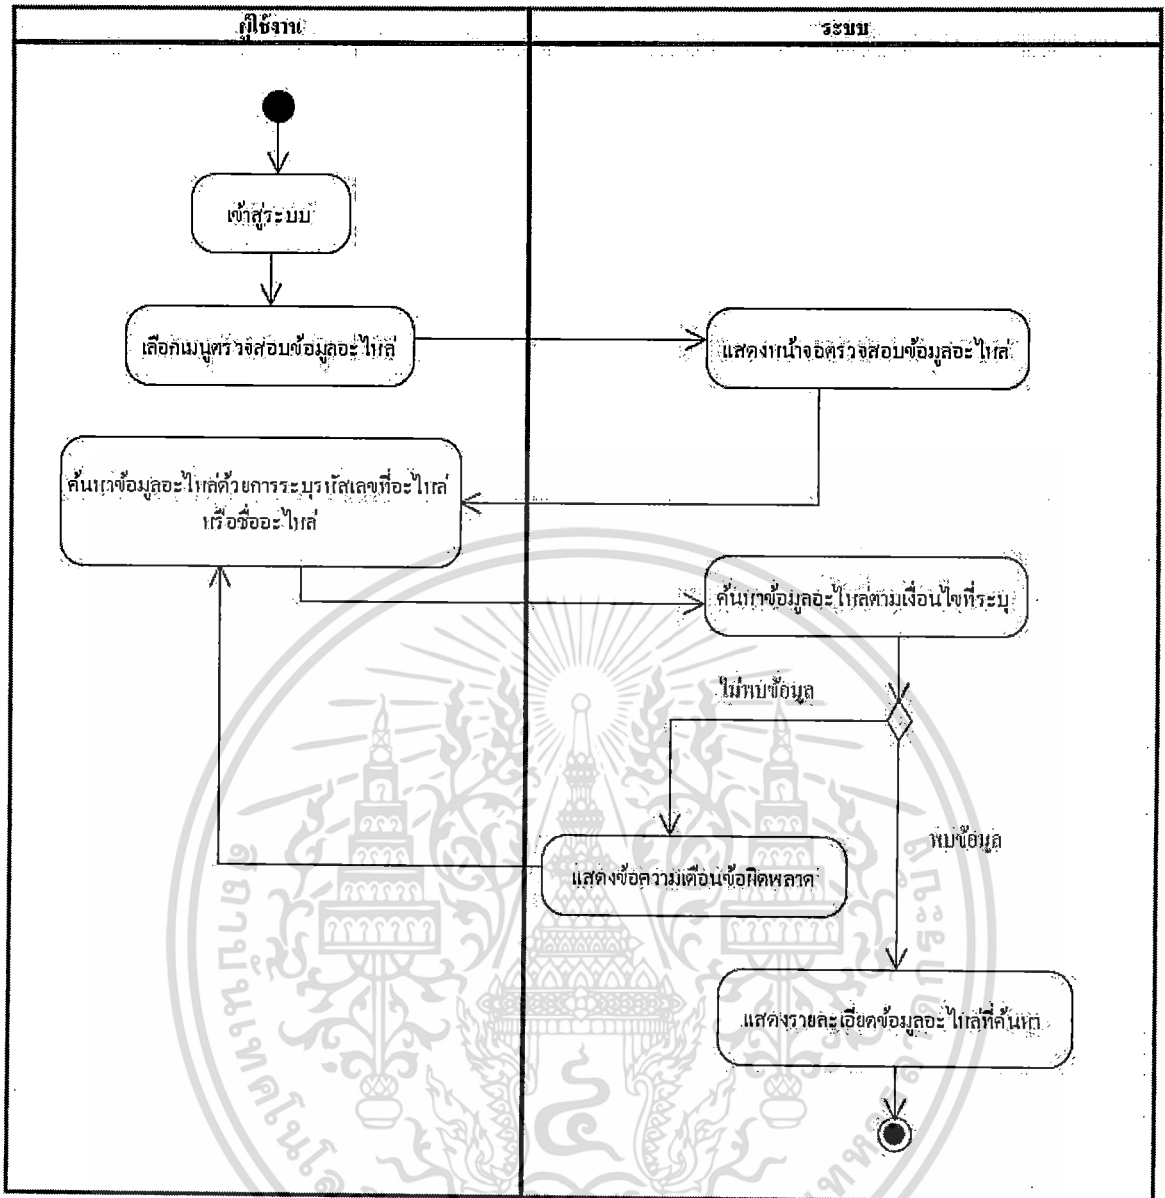 ผู้ใช้งาน
ระบบ
เข้าสู่ระบบ
เลือกเมนูตรวจสอบข้อมูลอะไหล่
แสดงหน้าจอตรวจสอบข้อมูลอะไหล่
ค้นหาข้อมูลอะไหล่ด้วยการระบุรหัสเลขที่อะไหล่
หรือชื่ออะไหล่
ค้นหาข้อมูลอะไหล่ตามเงื่อนไขที่ระบุ
ไม่พบข้อมูล
พบข้อมูล
แสดงข้อความเตือนข้อผิดพลาด
แสดงรายละเอียดข้อมูลอะไหล่ที่ค้นหา